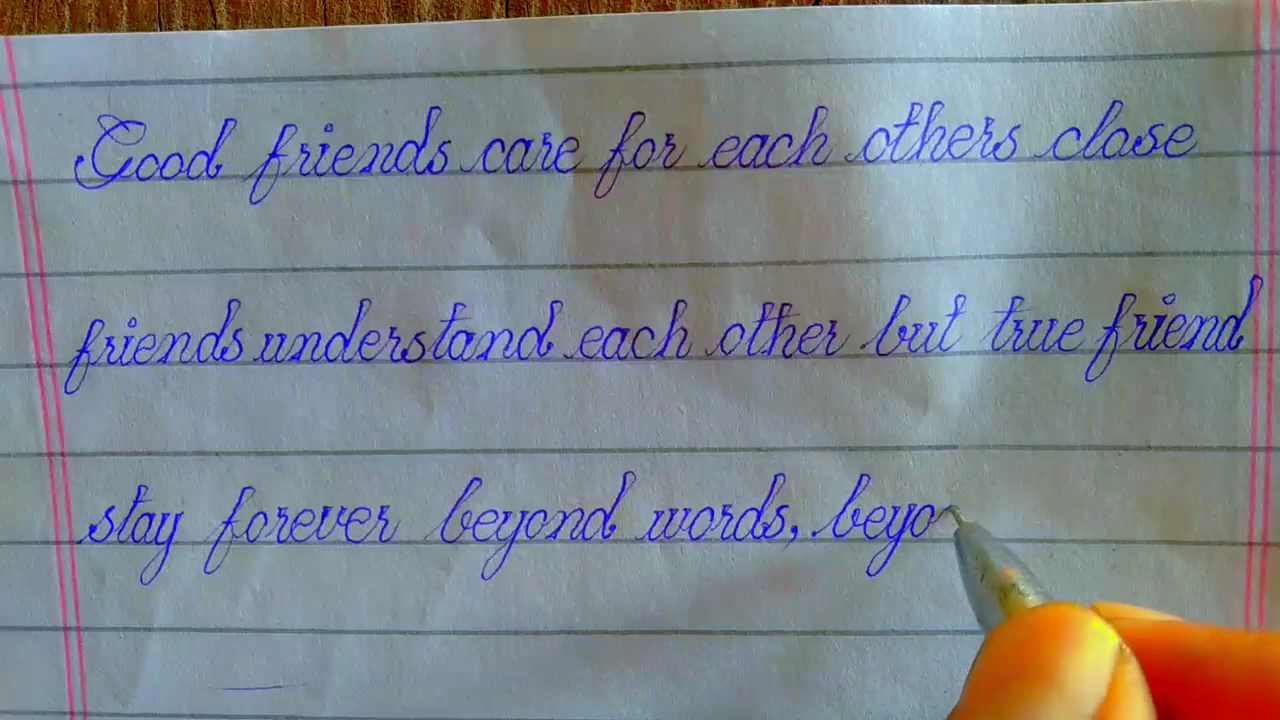 Good friends care for each others close
friends understand each other but true friend
stay forever beyond words, beyo